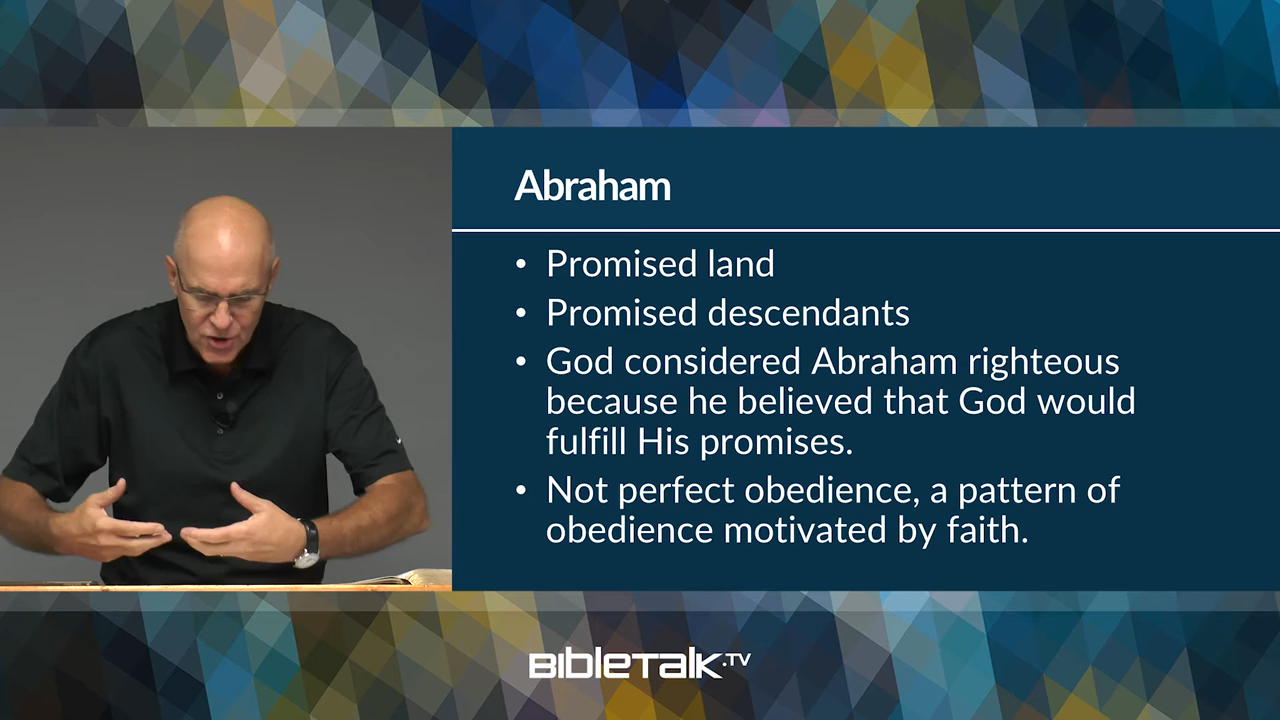 Abraham
• Promised land
• Promised descendants
• God considered Abraham righteous
because he believed that God would
fulfill His promises.
• Not perfect obedience, a pattern of
obedience motivated by faith.
BIBLETALK.TV